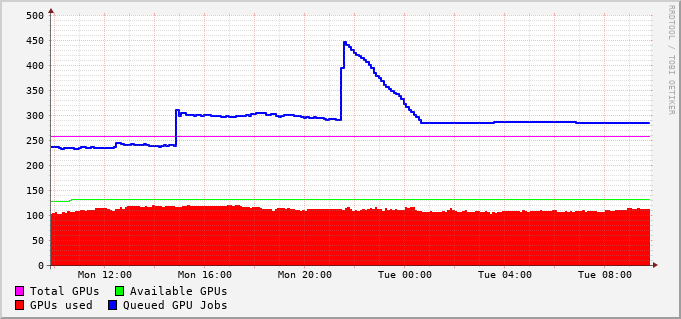 500
450
400
350
300
250
200
150
100
50
0
Mon 12:00 Mon 16:00 Mon 20:00 Tue 00:00 Tue 04:00 Tue 08:00
Total GPUs Available GPUs
GPUs used Queued GPU Jobs
RRDTOOL / TOBI OETIKER